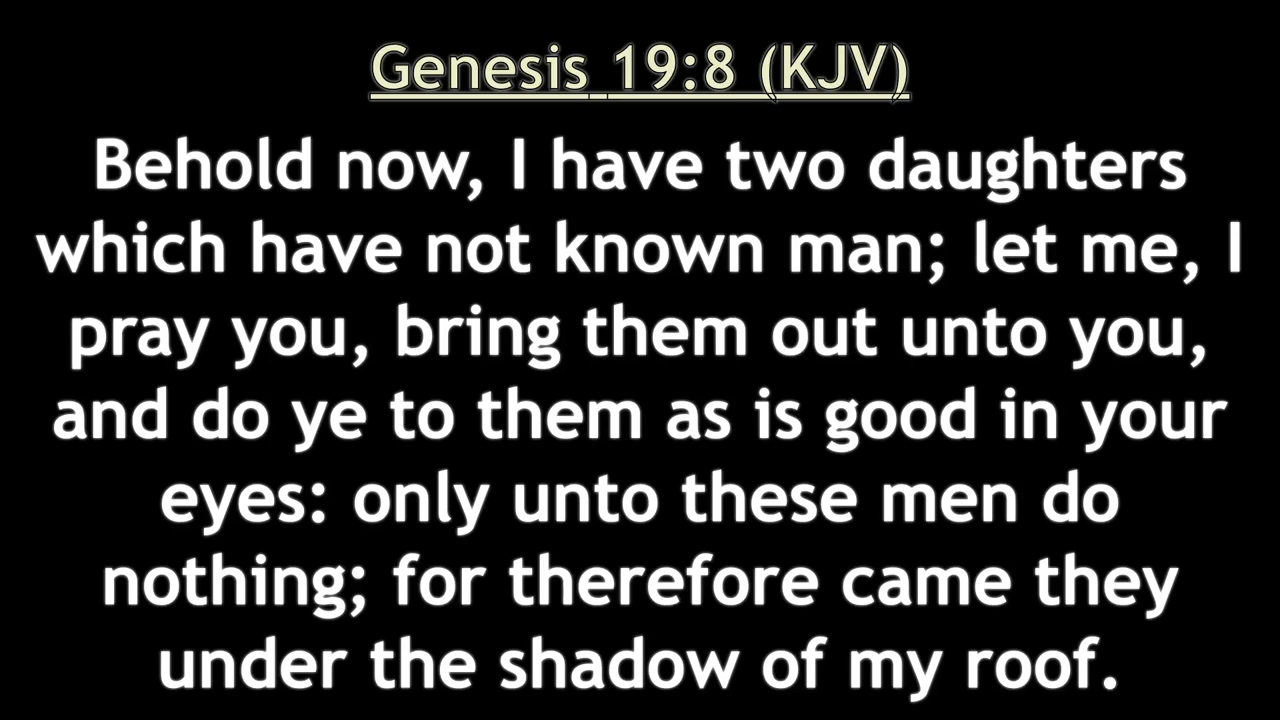 Genesis 19:8 (KJV)
Behold now, I have two daughters
which have not known man; let me, I
pray you, bring them out unto you,
and do ye to them as is good in your
eyes: only unto these men do
nothing; for therefore came they
under the shadow of my roof.